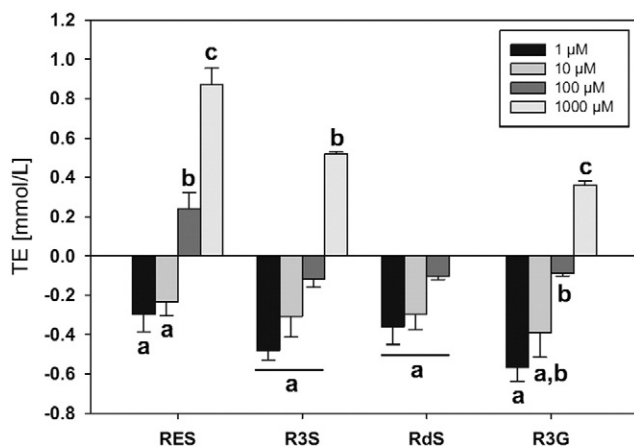 1.2
1.0
0.8
0.6
0.4
0.2
0.0
-0.2
-0.4
-0.6
-0.8
TE [mmol/L]
1 µM
10 µM
100 µM
1000 µM
c
b
a
a
b
a
a
c
b
a,b
a
RES
R3S
RdS
R3G